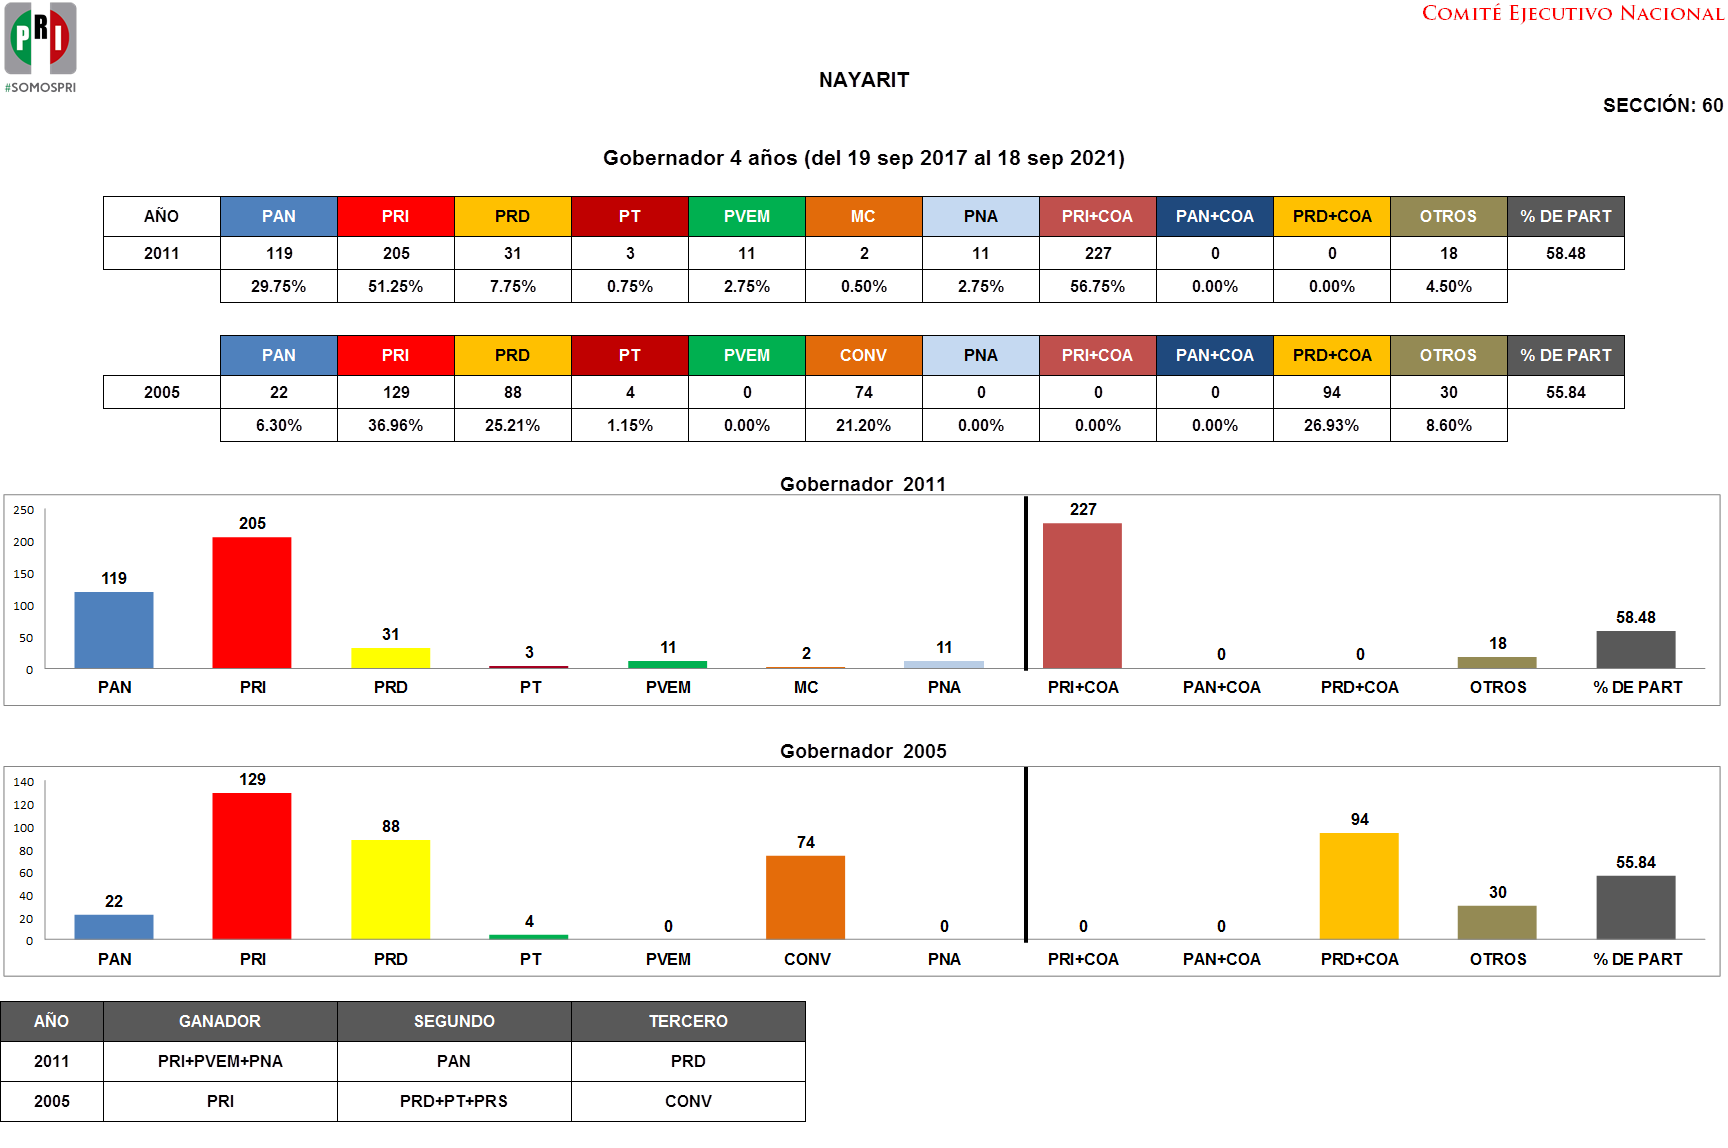 PRI
#SOMOSPRI
COMITÉ EJECUTIVO NACIONAL
NAYARIT
SECCIÓN: 60
Gobernador 4 años (del 19 sep 2017 al 18 sep 2021)
AÑO PAN PRI PRD PT PVEM MC PNA PRI+COA PAN+COA PRD+COA OTROS % DE PART
2011 119 205 31 3 11 2 11 227 0 0 18 58.48
29.75% 51.25% 7.75% 0.75% 2.75% 0.50% 2.75% 56.75% 0.00% 0.00% 4.50%
PAN PRI PRD PT PVEM CONV PNA PRI+COA PAN+COA PRD+COA OTROS % DE PART
2005 22 129 88 4 0 74 0 0 0 94 30 55.84
6.30% 36.96% 25.21% 1.15% 0.00% 21.20% 0.00% 0.00% 0.00% 26.93% 8.60%
Gobernador 2011
250
200
150
100
50
0
119 205 31 3 11 2 11 227 0 0 18 58.48
PAN PRI PRD PT PVEM MC PNA PRI+COA PAN+COA PRD+COA OTROS % DE PART
Gobernador 2005
140
120
100
80
60
40
20
0
22 129 88 4 0 74 0 0 0 94 30 55.84
PAN PRI PRD PT PVEM CONV PNA PRI+COA PAN+COA PRD+COA OTROS % DE PART
AÑO GANADOR SEGUNDO TERCERO
2011 PRI+PVEM+PNA PAN PRD
2005 PRI PRD+PT+PRS CONV